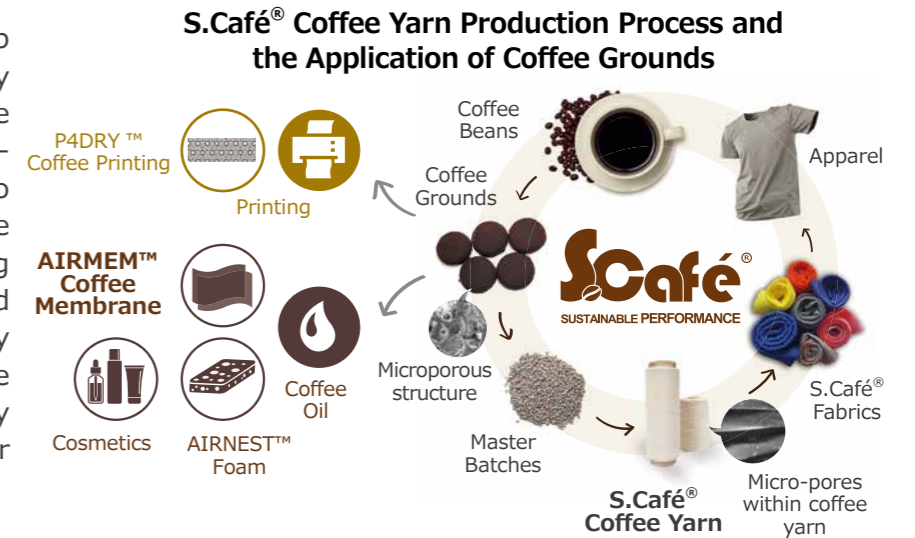 S.Café® Coffee Yarn Production Process and
the Application of Coffee Grounds
P4DRY ™
Coffee Printing
Printing
AIRMEM™
Coffee
Membrane
Cosmetics
AIRNEST™
Foam
Coffee
Oil
Coffee
Beans
Coffee
Grounds
Microporous
structure
Master
Batches
S.Café®
Coffee Yarn
Micro-pores
within coffee
yarn
S.Café®
Fabrics
Apparel
S.Café®
SUSTAINABLE PERFORMANCE